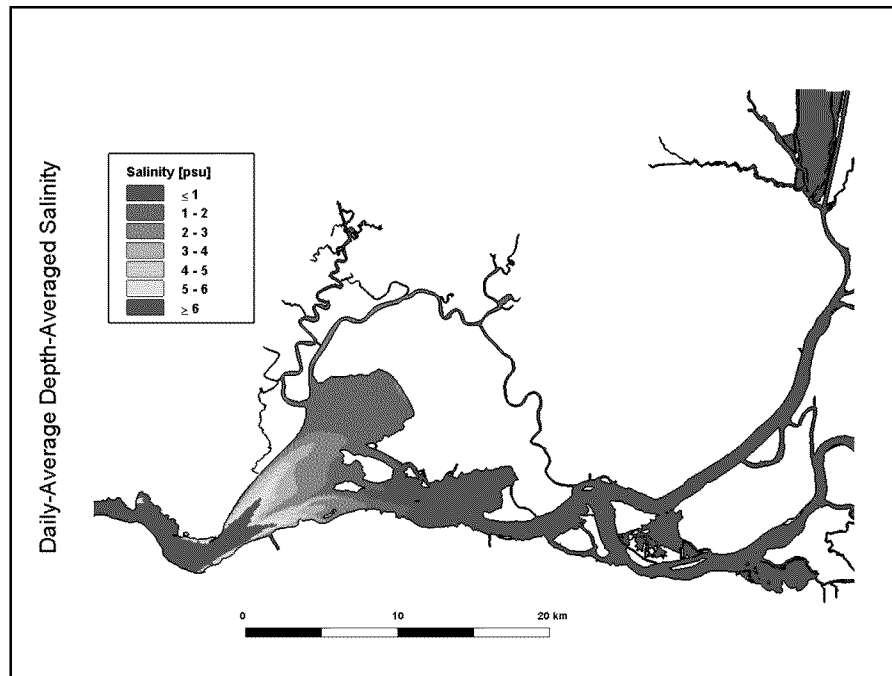 Daily-Average Depth-Averaged Salinity
Salinity [psu]
≤ 1
1 - 2
2 - 3
3 - 4
4 - 5
5 - 6
≥ 6
0 10 20 km